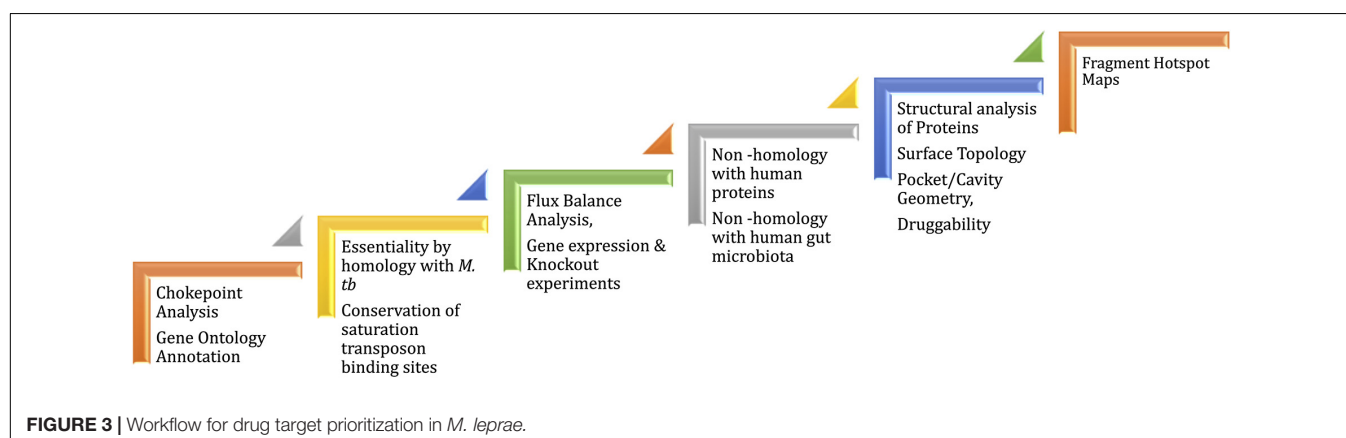 Chokepoint
Analysis
Gene Ontology
Annotation
Essentiality by
homology with M.
tb
Conservation of
saturation
transposon
binding sites
Flux Balance
Analysis,
Gene expression &
Knockout
experiments
Non -homology
with human
proteins
Non -homology
with human gut
microbiota
Structural analysis
of Proteins
Surface Topology
Pocket/Cavity
Geometry,
Druggability
Fragment Hotspot
Maps
FIGURE 3 | Workflow for drug target prioritization in M. leprae.